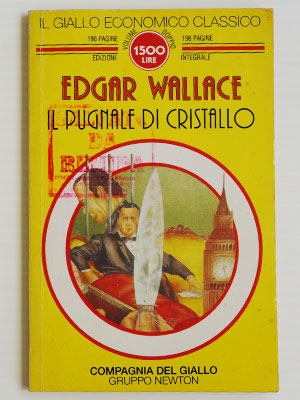 IL GIALLO ECONOMICO CLASSICO
196 PAGINE
VOLUME DOPPIO
196 PAGINE
1500
LIRE
EDIZIONE
INTEGRALE
EDGAR WALLACE
IL PUGNALE DI CRISTALLO
DA
COMPAGNIA DEL GIALLO
GRUPPO NEWTON